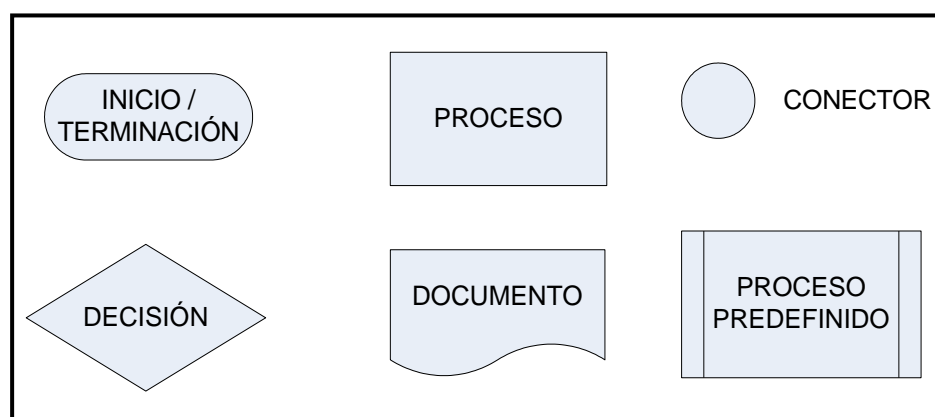 INICIO /
TERMINACIÓN
PROCESO
CONECTOR
DECISIÓN
DOCUMENTO
PROCESO
PREDEFINIDO